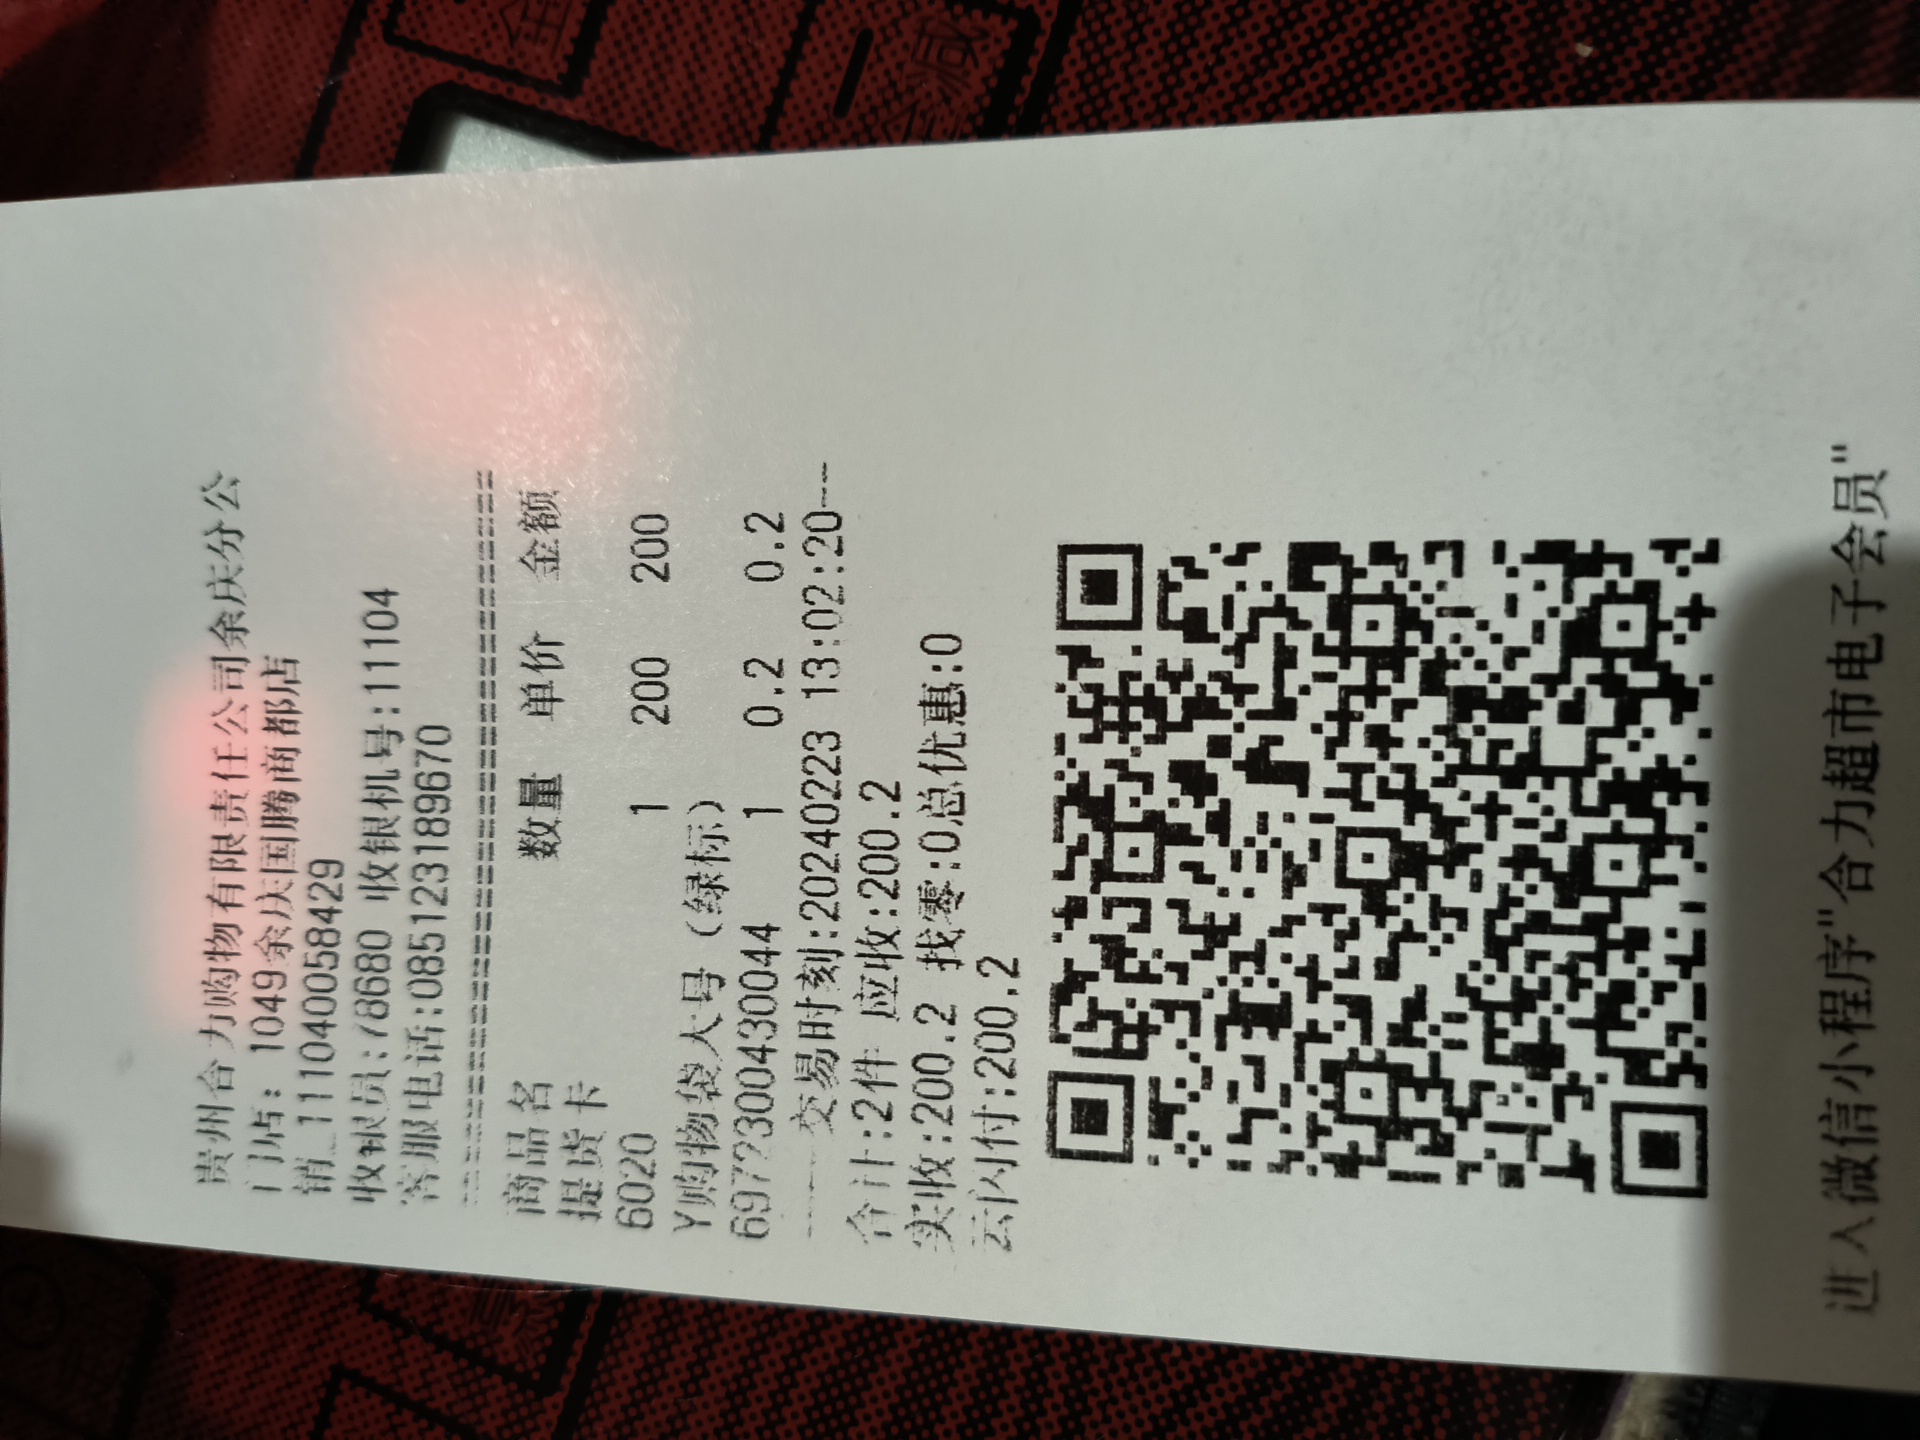 贵州合力购物有限责任公司余庆分公
门店: 1049余庆国腾商都店
销_1110400058429
收银员:78680 收银机号:11104
客服电话:085123189670
商品名 数量 单价 金额
提货卡
6020 1 200 200
Y购物袋大号(绿标)
6972300430044 1 0.2 0.2
-----交易时刻:20240223 13:02:20---
合计:2件 应收:200.2
实收:200.2 找零:0总优惠:0
云闪付:200.2
进入微信小程序"合力超市电子会员"